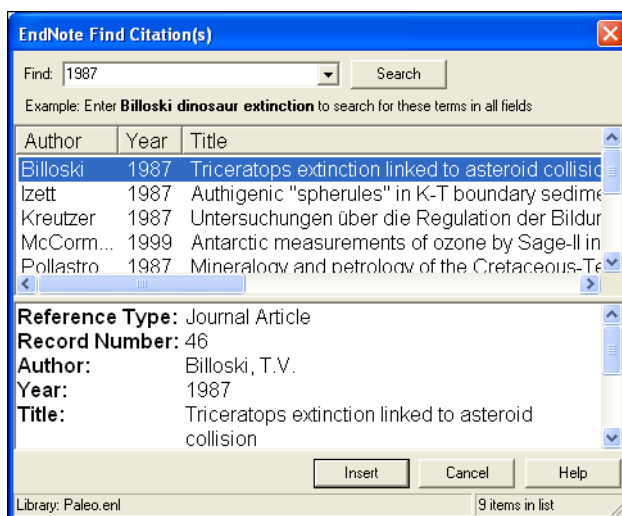 EndNote Find Citation(s)
Find: 1987 Search
Example: Enter Billoski dinosaur extinction to search for these terms in all fields
Author Year Title
Billoski 1987 Triceratops extinction linked to asteroid collisic
Izett 1987 Authigenic "spherules" in K-T boundary sedime
Kreutzer 1987 Untersuchungen über die Regulation der Bildur
McCorm... 1999 Antarctic measurements of ozone by Sage-II in
Pollastro 1987 Mineralogy and petrology of the Cretaceous-Te
Reference Type: Journal Article
Record Number: 46
Author: Billoski, T.V.
Year: 1987
Title: Triceratops extinction linked to asteroid
collision
Insert Cancel Help
Library: Paleo.enl 9 items in list